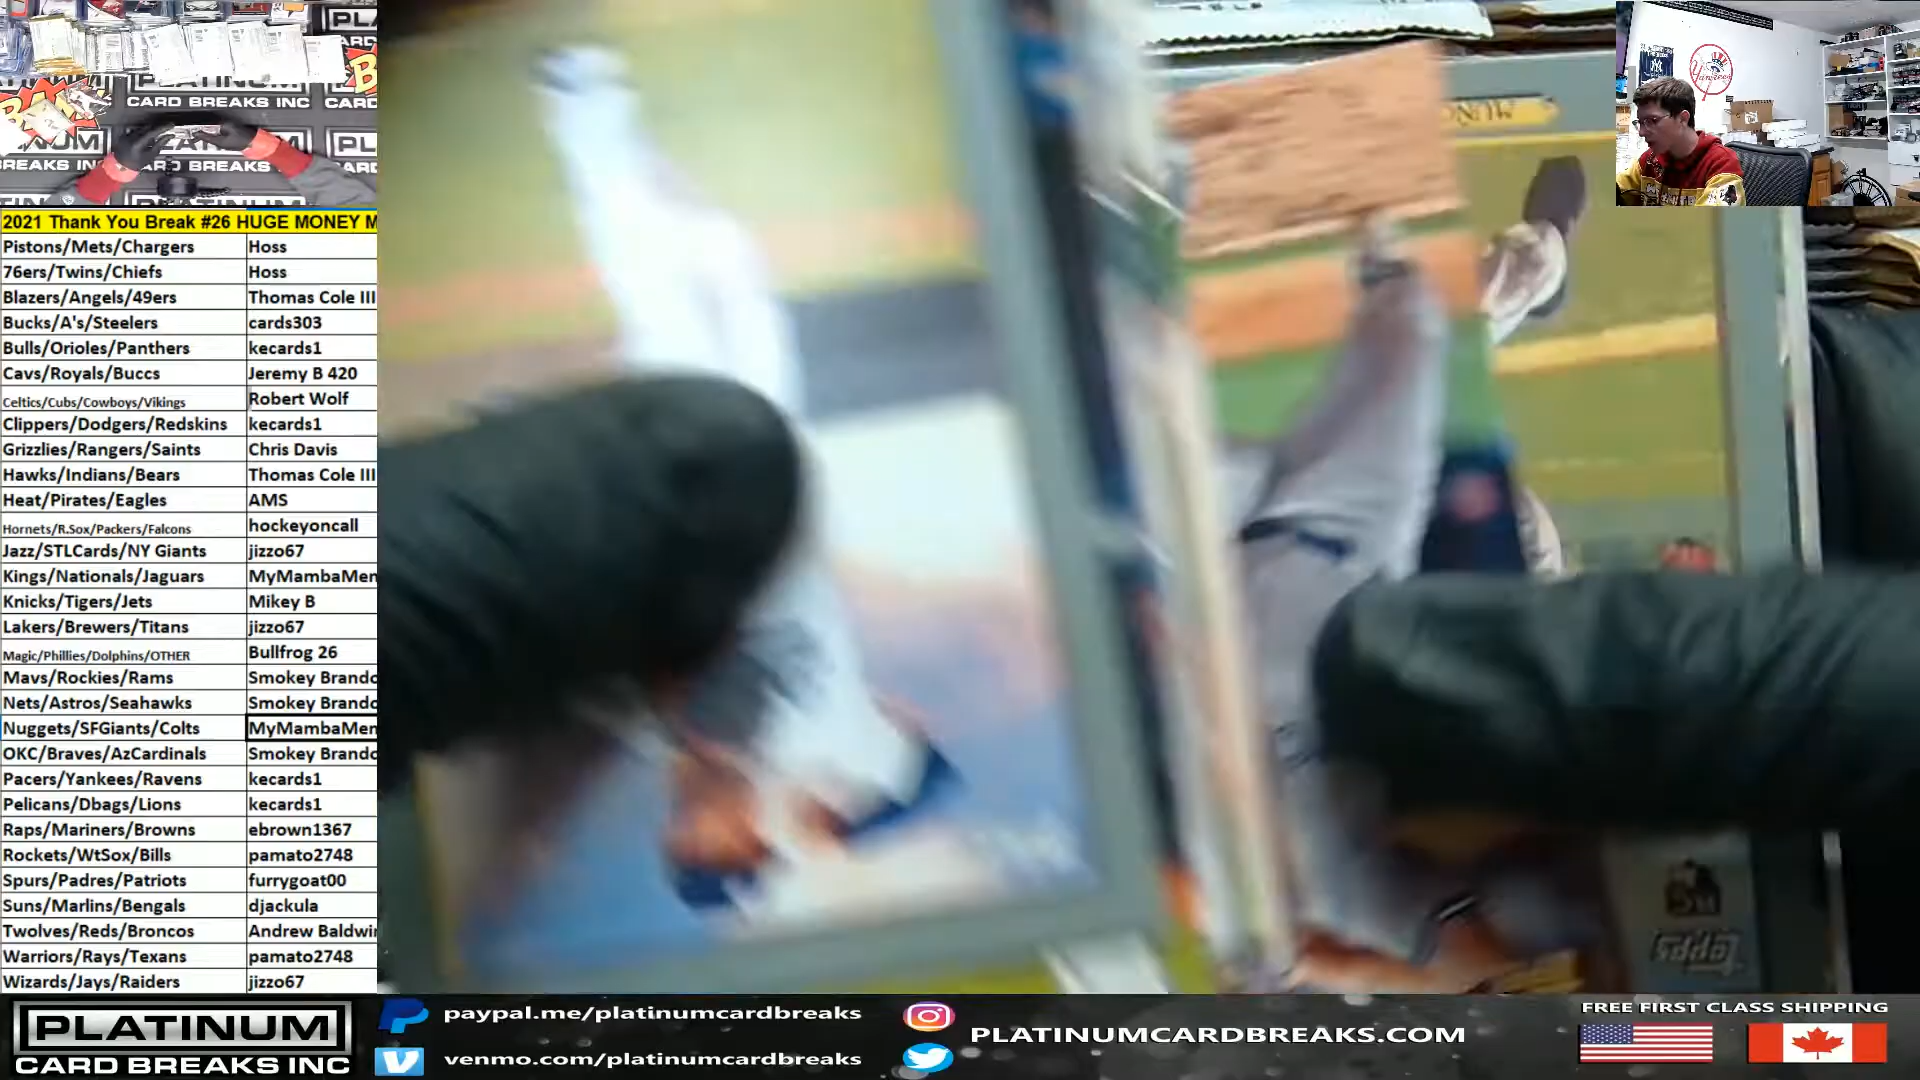 PLATINUM
CARD BREAKS INC
CARD
Yankees
2021 Thank You Break #26 HUGE MONEY M
Pistons/Mets/Chargers Hoss
76ers/Twins/Chiefs Hoss
Blazers/Angels/49ers Thomas Cole III
Bucks/A's/Steelers cards303
Bulls/Orioles/Panthers kecards1
Cavs/Royals/Buccs Jeremy B 420
Celtics/Cubs/Cowboys/Vikings Robert Wolf
Clippers/Dodgers/Redskins kecards1
Grizzlies/Rangers/Saints Chris Davis
Hawks/Indians/Bears Thomas Cole III
Heat/Pirates/Eagles AMS
Hornets/R.Sox/Packers/Falcons hockeyoncall
Jazz/STLCards/NY Giants jizzo67
Kings/Nationals/Jaguars MyMambaMen
Knicks/Tigers/Jets Mikey B
Lakers/Brewers/Titans jizzo67
Magic/Phillies/Dolphins/OTHER Bullfrog 26
Mavs/Rockies/Rams Smokey Brando
Nets/Astros/Seahawks Smokey Brando
Nuggets/SFGiants/Colts MyMambaMen
OKC/Braves/AzCardinals Smokey Brando
Pacers/Yankees/Ravens kecards1
Pelicans/Dbags/Lions kecards1
Raps/Mariners/Browns ebrown1367
Rockets/WtSox/Bills pamato2748
Spurs/Padres/Patriots furrygoat00
Suns/Marlins/Bengals djackula
Twolves/Reds/Broncos Andrew Baldwi
Warriors/Rays/Texans pamato2748
Wizards/Jays/Raiders jizzo67
RC
Topps
PLATINUM
CARD BREAKS INC
paypal.me/platinumcardbreaks
venmo.com/platinumcardbreaks
PLATINUMCARDBREAKS.COM
FREE FIRST CLASS SHIPPING